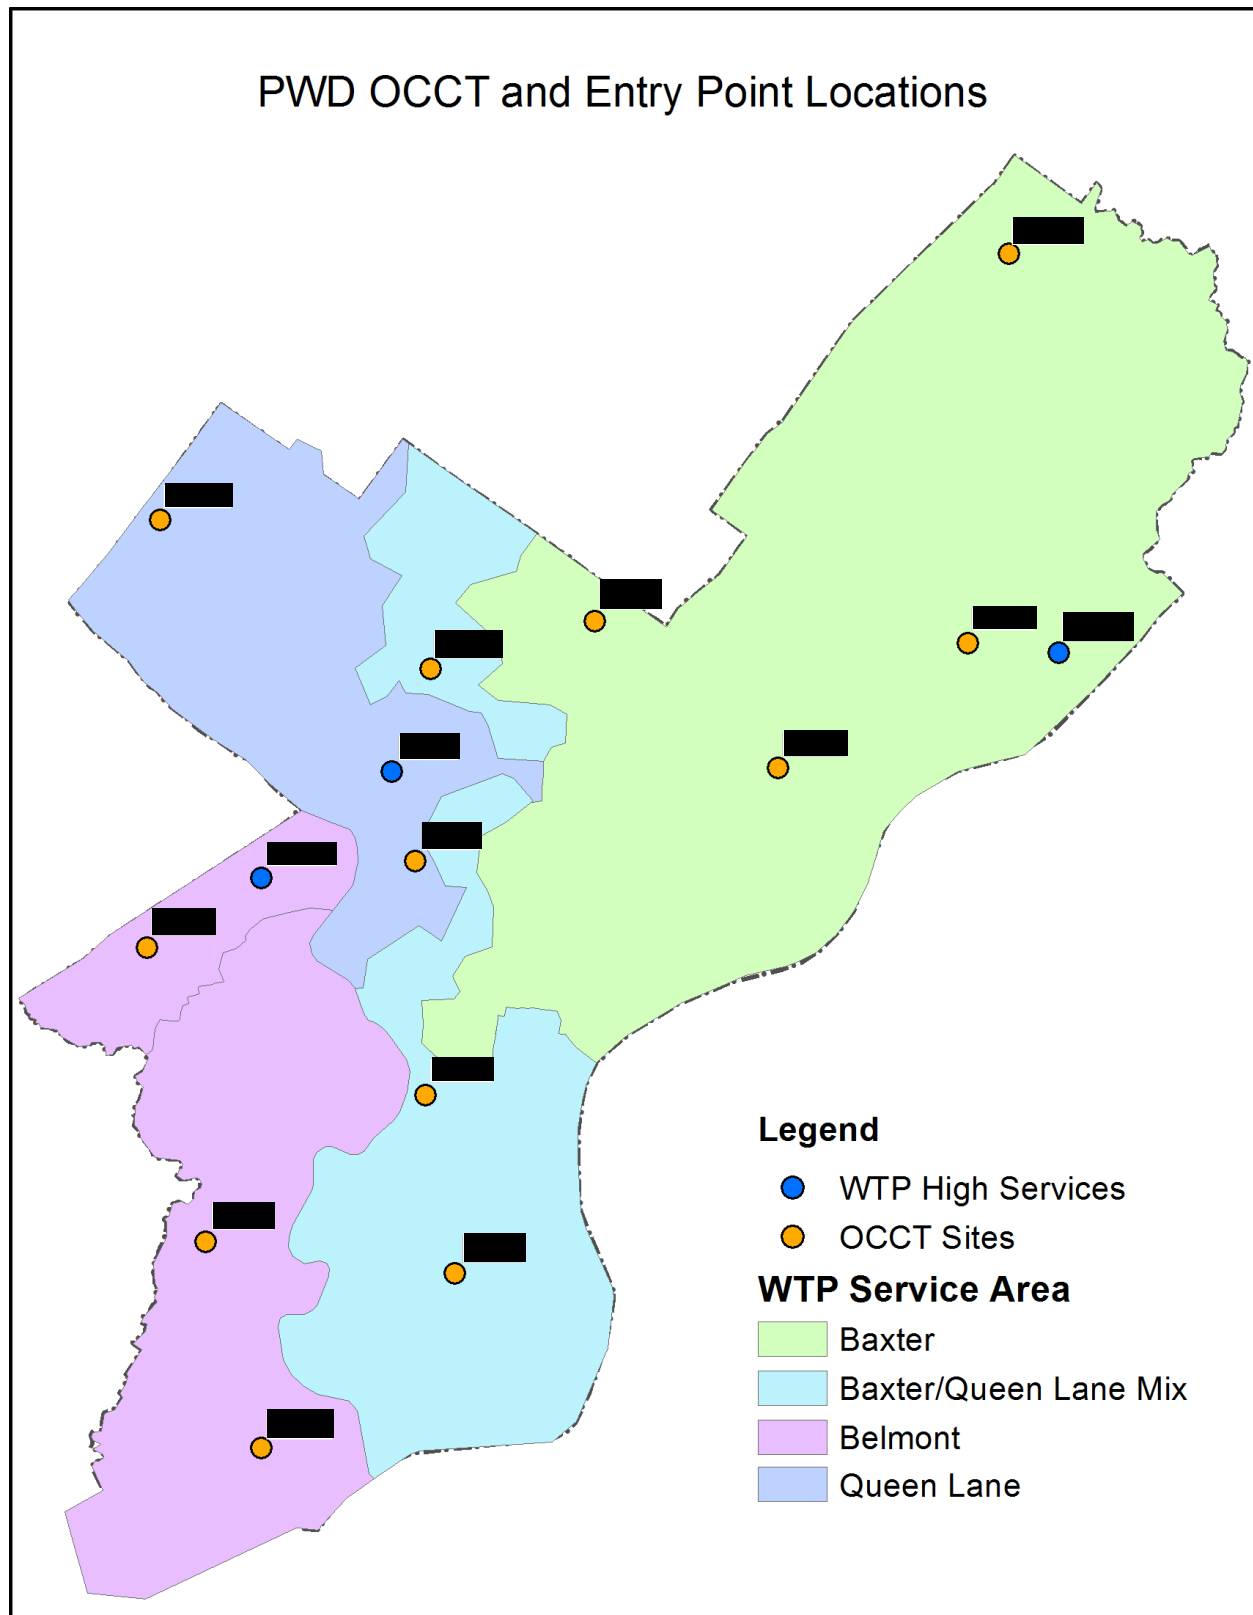 PWD OCCT and Entry Point Locations
Legend
WTP High Services
OCCT Sites
WTP Service Area
Baxter
Baxter/Queen Lane Mix
Belmont
Queen Lane